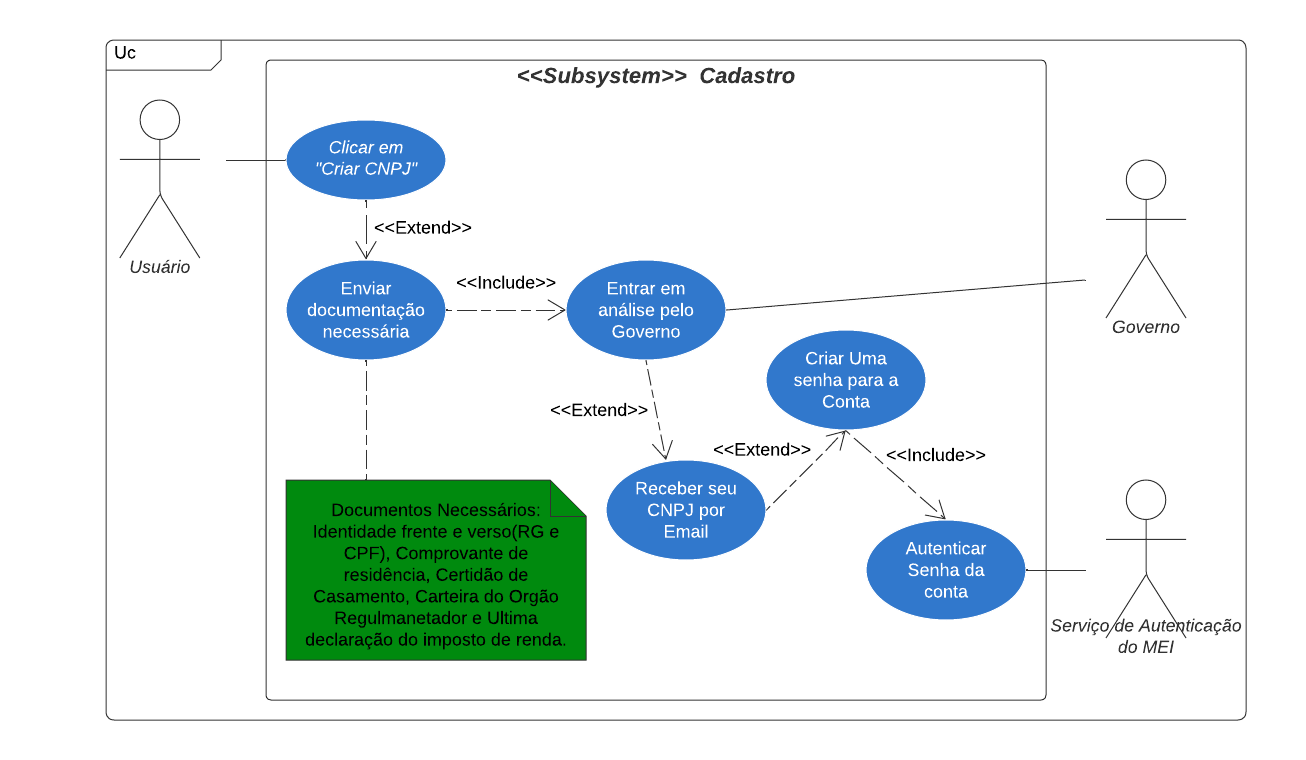 Uc
<<Subsystem>> Cadastro
Clicar em
"Criar CNPJ"
<<Extend>>
Usuário
Enviar
documentação
necessária
<<Include>>
Entrar em
análise pelo
Governo
Governo
Criar Uma
senha para a
Conta
<<Extend>>
<<Extend>>
<<Include>>
Receber seu
CNPJ por
Email
Autenticar
Senha da
conta
Documentos Necessários:
Identidade frente e verso(RG e
CPF), Comprovante de
residência, Certidão de
Casamento, Carteira do Orgão
Regulmanetador e Ultima
declaração do imposto de renda.
Serviço de Autenticação
do MEI